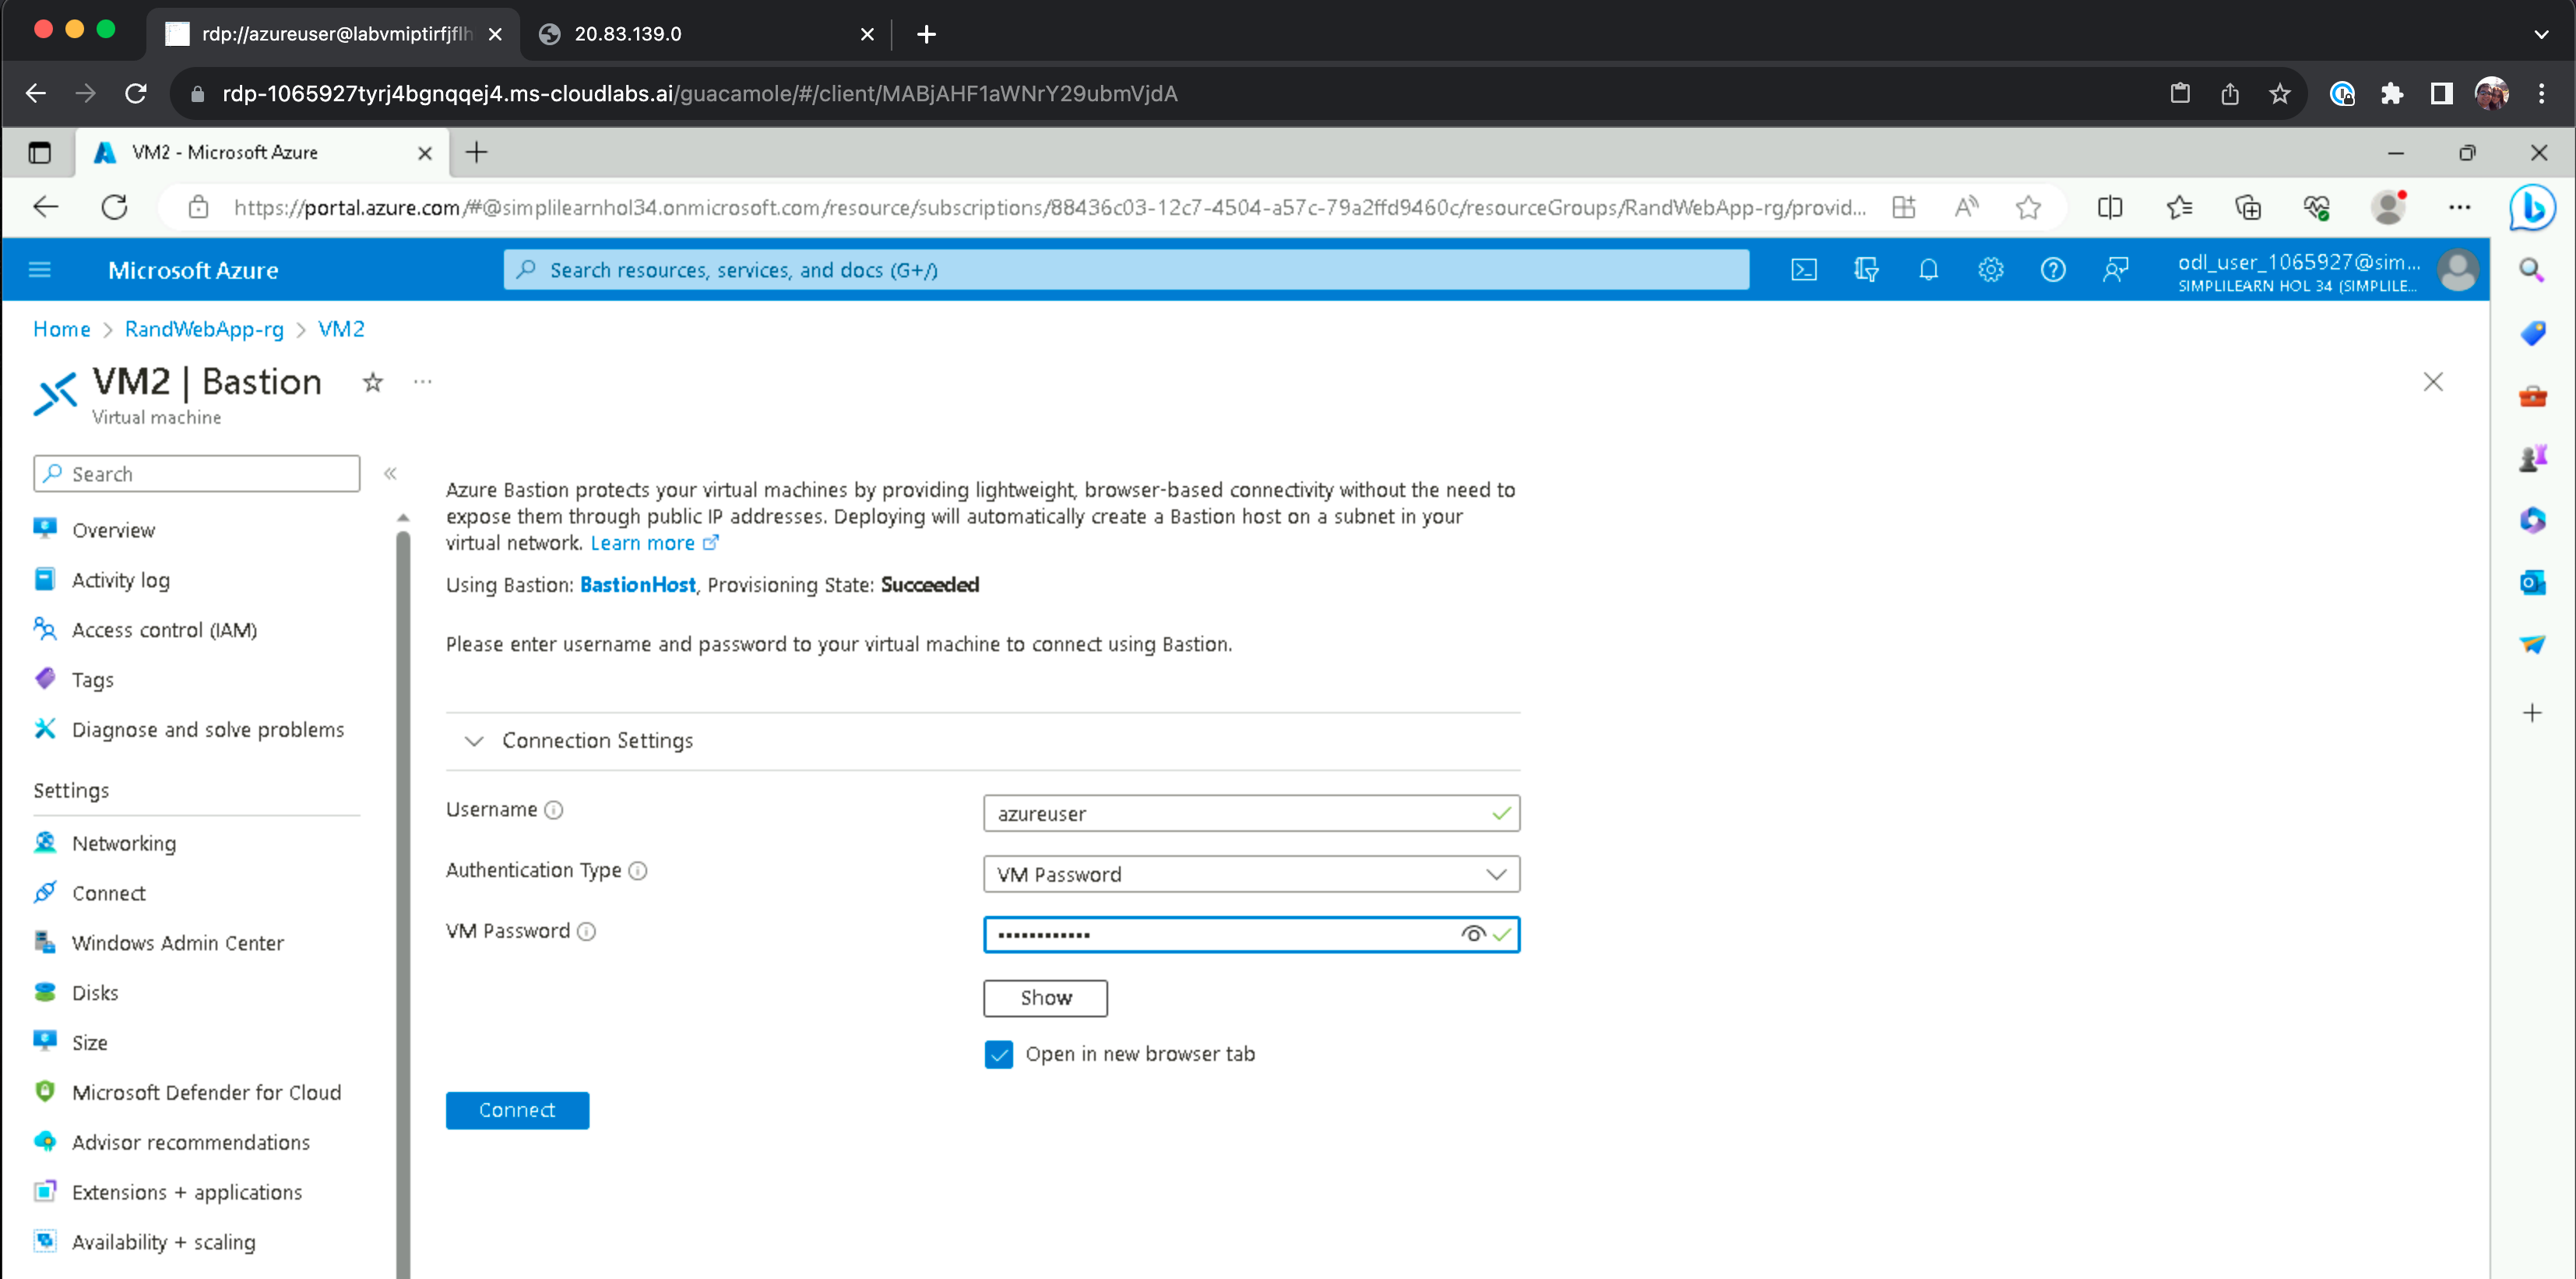 rdp://azureuser@labvmiptirfjflh
20.83.139.0
rdp-1065927tyrj4bgnqqej4.ms-cloudlabs.ai/guacamole/#/client/MABjAHF1aWNrY29ubmVjdA
VM2 - Microsoft Azure
https://portal.azure.com/#@simplilearnhol34.onmicrosoft.com/resource/subscriptions/88436c03-12c7-4504-a57c-79a2ffd9460c/resourceGroups/RandWebApp-rg/provid...
Microsoft Azure
Search resources, services, and docs (G+/)
odl_user_1065927@sim...
SIMPLILEARN HOL 34 (SIMPLILE...
Home > RandWebApp-rg > VM2
VM2 | Bastion
Virtual machine
Search
Overview
Activity log
Access control (IAM)
Tags
Diagnose and solve problems
Settings
Networking
Connect
Windows Admin Center
Disks
Size
Microsoft Defender for Cloud
Advisor recommendations
Extensions + applications
Availability + scaling
Azure Bastion protects your virtual machines by providing lightweight, browser-based connectivity without the need to
expose them through public IP addresses. Deploying will automatically create a Bastion host on a subnet in your
virtual network. Learn more
Using Bastion: BastionHost, Provisioning State: Succeeded
Please enter username and password to your virtual machine to connect using Bastion.
Connection Settings
Username
azureuser
Authentication Type
VM Password
VM Password
••••••••••••
Show
Open in new browser tab
Connect